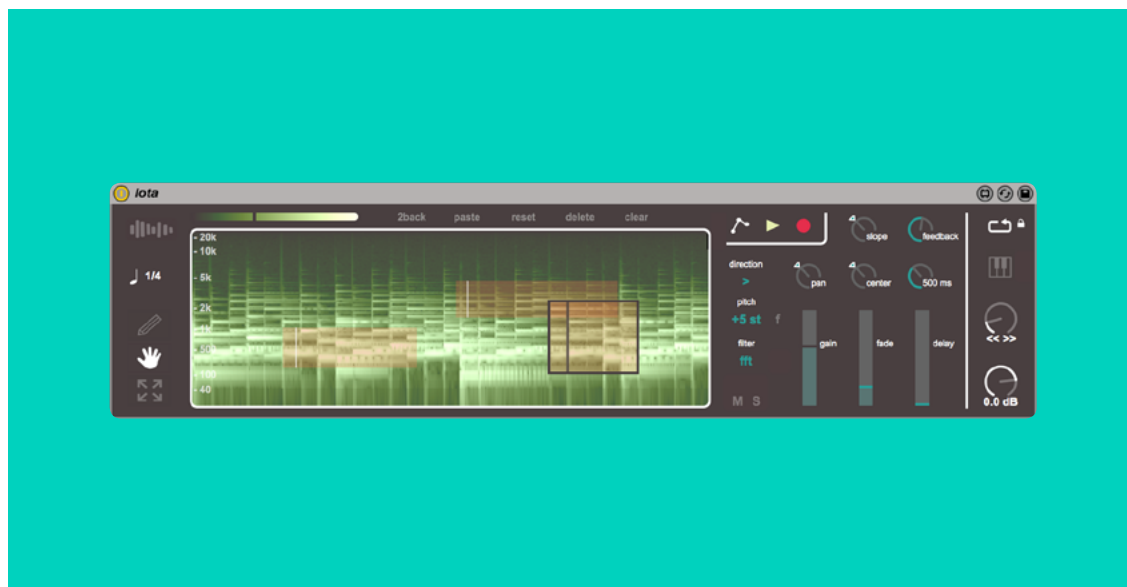 iota
2back paste reset delete clear
1/4
- 20k
- 10k
- 5k
- 2k
- 1k
- 500
- 100
- 40
slope
feedback
direction
>
pan
center
500 ms
pitch
+5 st f
filter
fft
gain
fade
delay
M S
<< >>
0.0 dB